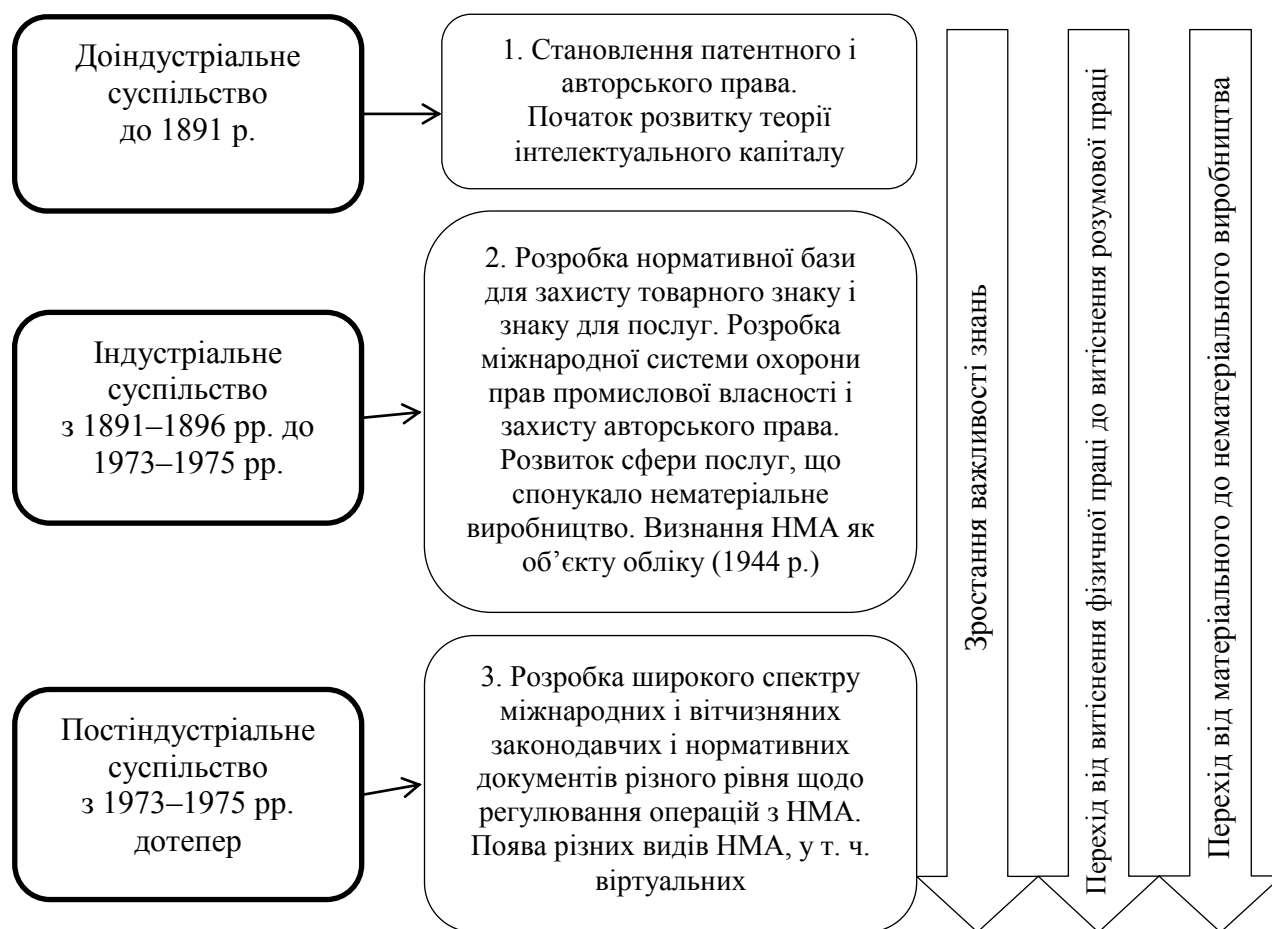 Доіндустріальне
суспільство
до 1891 р.
1. Становлення патентного і
авторського права.
Початок розвитку теорії
інтелектуального капіталу
Індустріальне
суспільство
з 1891–1896 рр. до
1973–1975 рр.
2. Розробка нормативної бази
для захисту товарного знаку і
знаку для послуг. Розробка
міжнародної системи охорони
прав промислової власності і
захисту авторського права.
Розвиток сфери послуг, що
спонукало нематеріальне
виробництво. Визнання НМА як
об’єкту обліку (1944 р.)
Постіндустріальне
суспільство
з 1973–1975 рр.
дотепер
3. Розробка широкого спектру
міжнародних і вітчизняних
законодавчих і нормативних
документів різного рівня щодо
регулювання операцій з НМА.
Поява різних видів НМА, у т. ч.
віртуальних
Зростання важливості знань
Перехід від витіснення фізичної праці до витіснення розумової праці
Перехід від матеріального до нематеріального виробництва